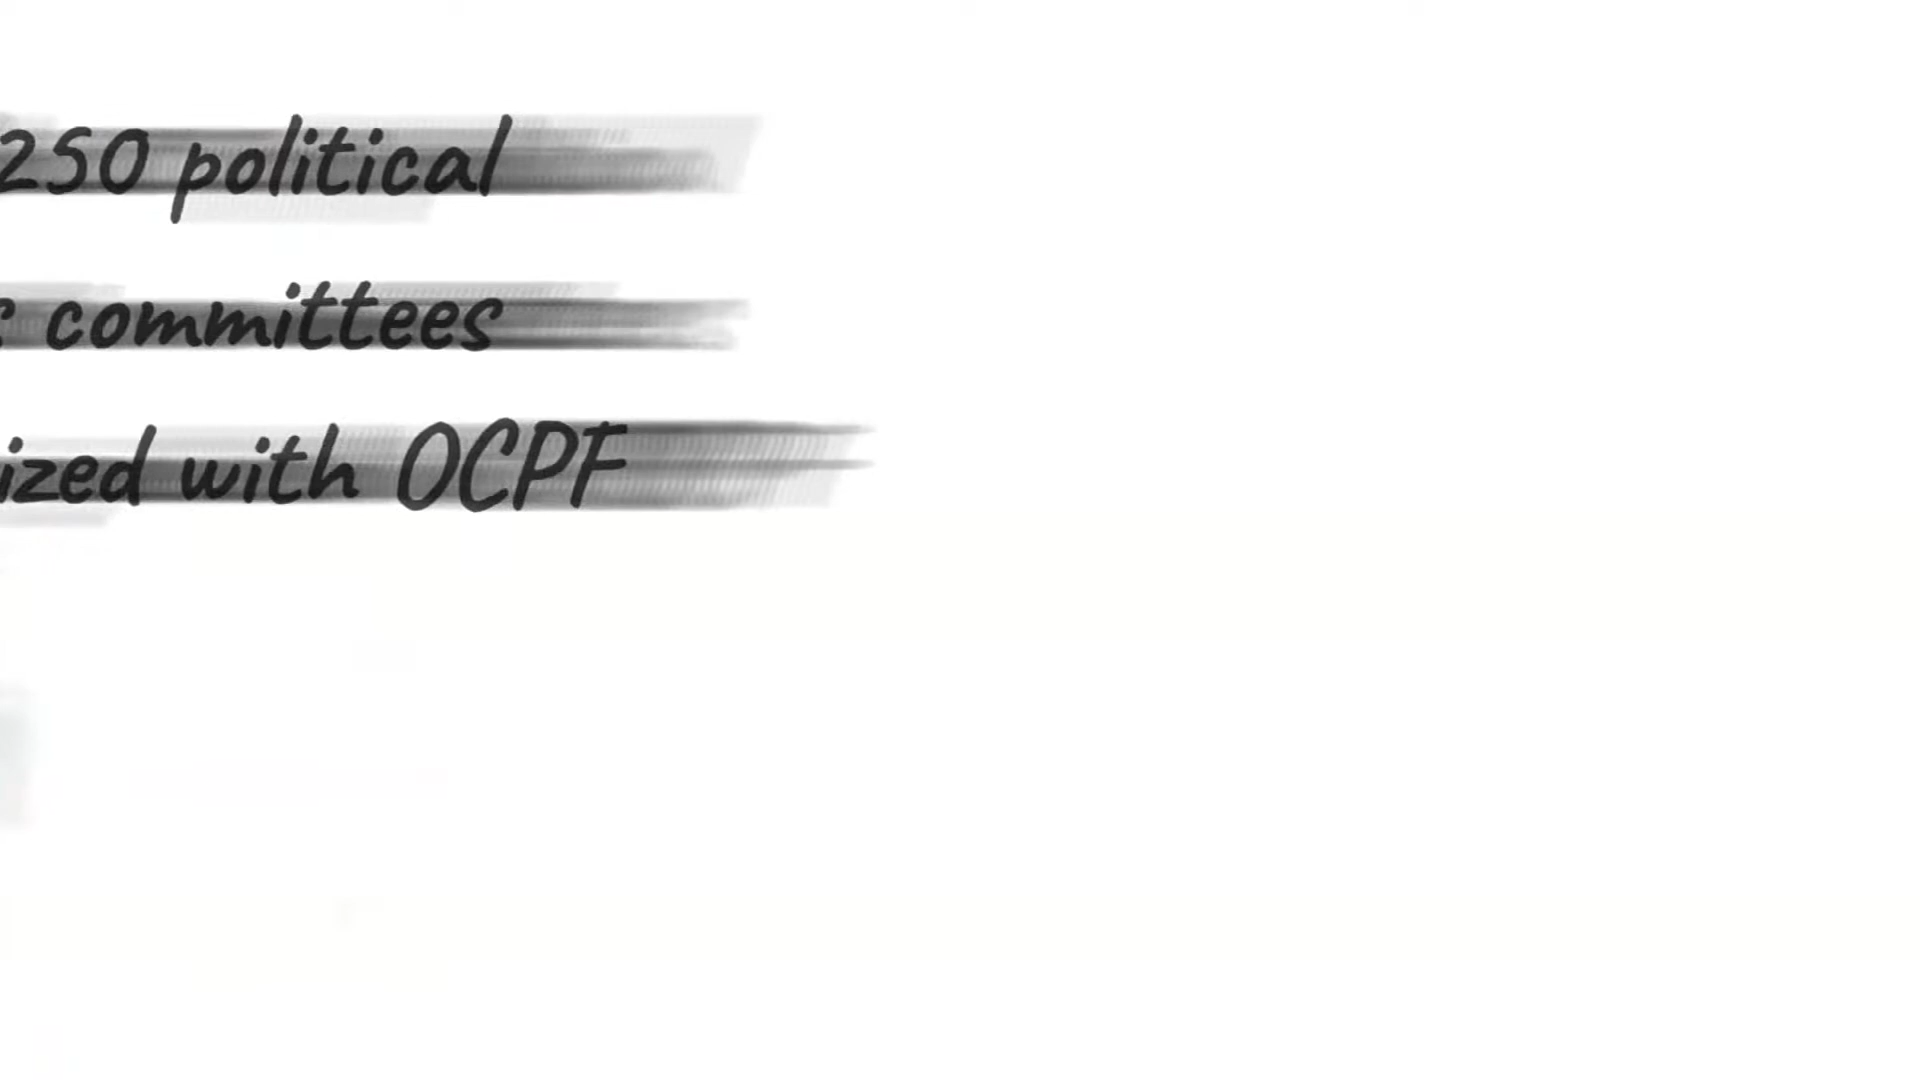 250 political
committees
ized with OCPF